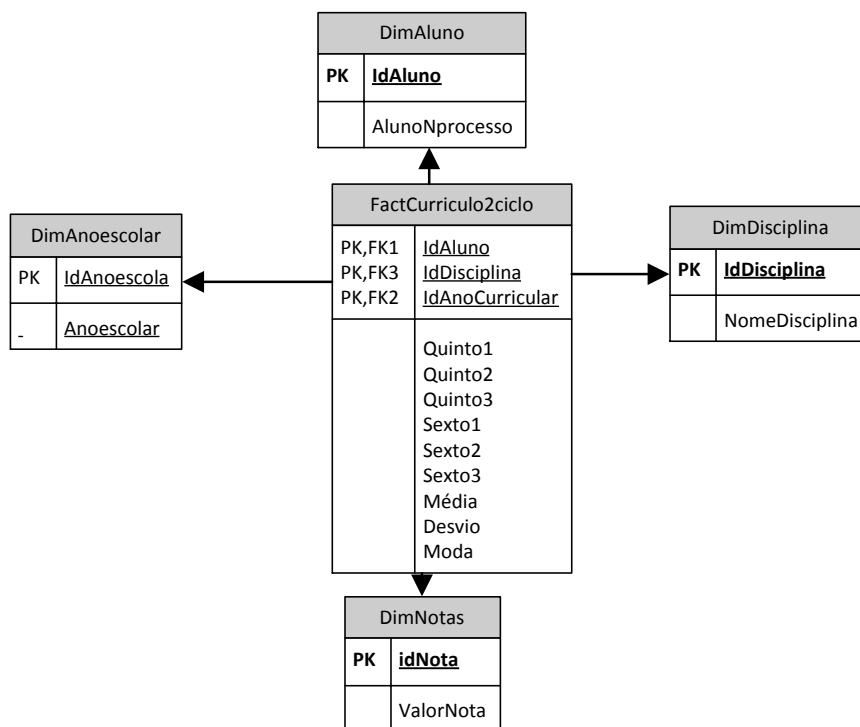 DimAluno
PK IdAluno
AlunoNprocesso
FactCurriculo2ciclo
PK,FK1 IdAluno
PK,FK3 IdDisciplina
PK,FK2 IdAnoCurricular
Quinto1
Quinto2
Quinto3
Sexto1
Sexto2
Sexto3
Média
Desvio
Moda
DimAnoescolar
PK IdAnoescola
- Anoescolar
DimDisciplina
PK IdDisciplina
NomeDisciplina
DimNotas
PK idNota
ValorNota